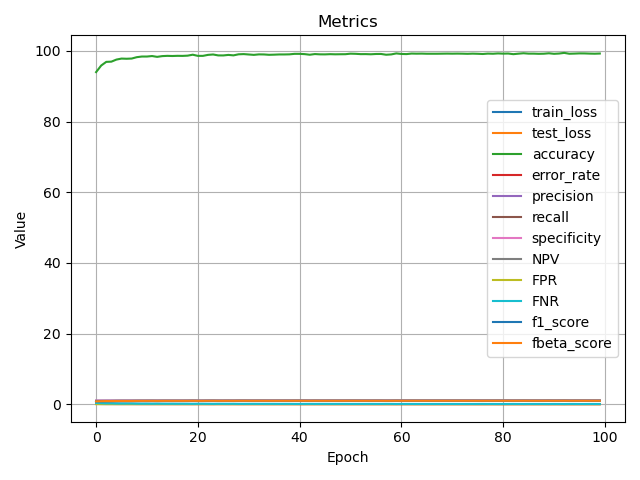 Metrics
100
80
60
40
20
0
Value
train_loss
test_loss
accuracy
error_rate
precision
recall
specificity
NPV
FPR
FNR
f1_score
fbeta_score
0 20 40 60 80 100
Epoch